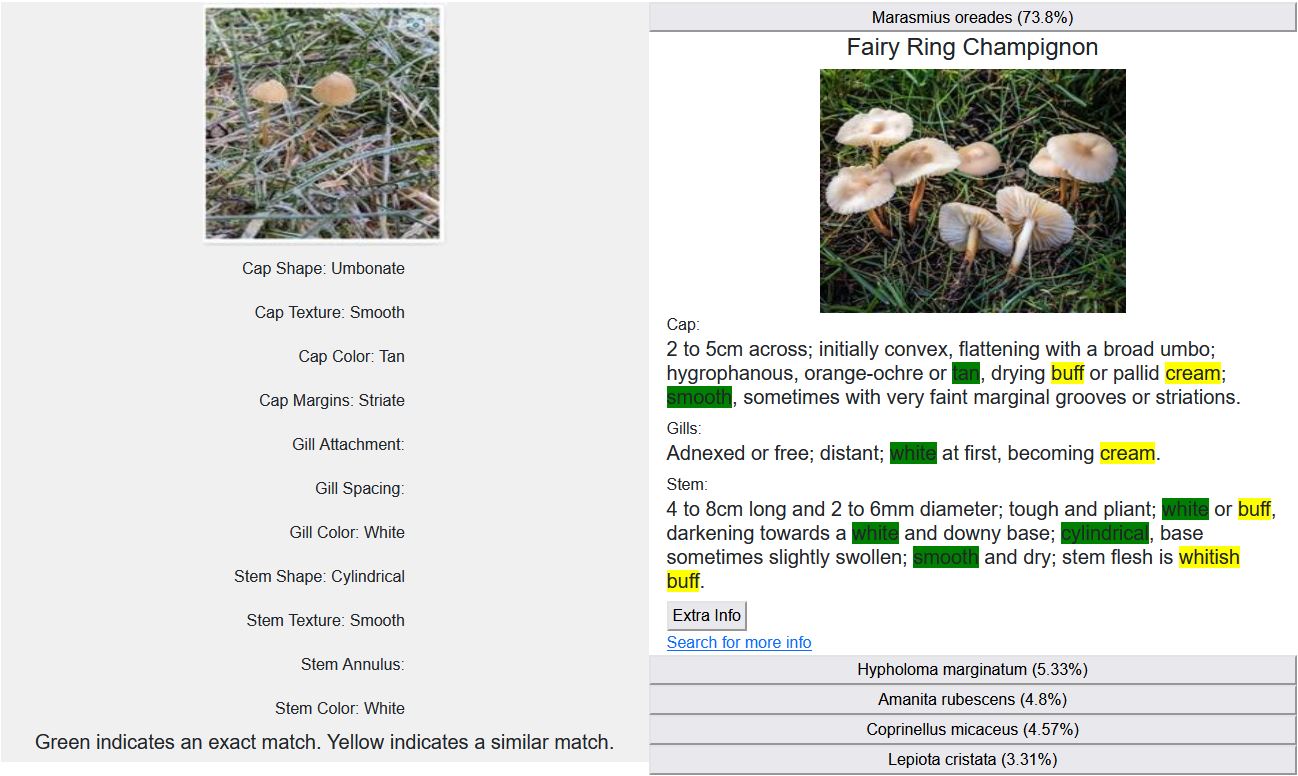 Cap Shape: Umbonate
Cap Texture: Smooth
Cap Color: Tan
Cap Margins: Striate
Gill Attachment:
Gill Spacing:
Gill Color: White
Stem Shape: Cylindrical
Stem Texture: Smooth
Stem Annulus:
Stem Color: White
Green indicates an exact match. Yellow indicates a similar match.
Marasmius oreades (73.8%)
Fairy Ring Champignon
Cap:
2 to 5cm across; initially convex, flattening with a broad umbo;
hygrophanous, orange-ochre or tan, drying buff or pallid cream;
smooth, sometimes with very faint marginal grooves or striations.
Gills:
Adnexed or free; distant; white at first, becoming cream.
Stem:
4 to 8cm long and 2 to 6mm diameter; tough and pliant; white or buff,
darkening towards a white and downy base; cylindrical, base
sometimes slightly swollen; smooth and dry; stem flesh is whitish
buff.
Extra Info
Search for more info
Hypholoma marginatum (5.33%)
Amanita rubescens (4.8%)
Coprinellus micaceus (4.57%)
Lepiota cristata (3.31%)